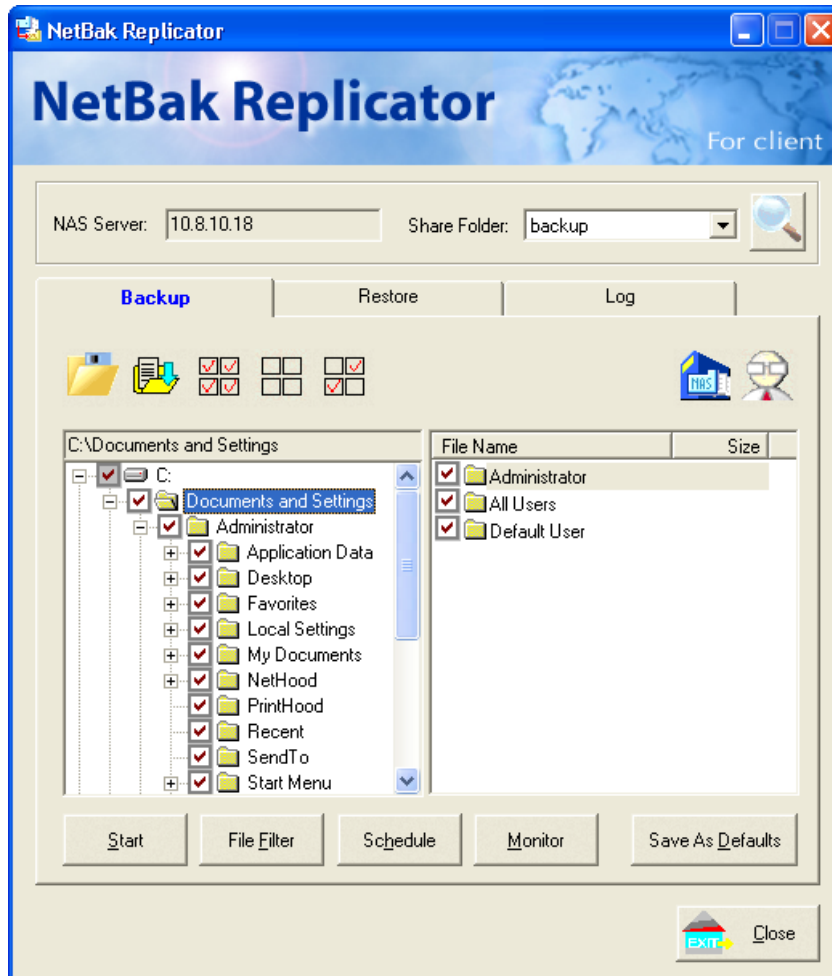 NetBak Replicator
NetBak Replicator
For client
NAS Server: 10.8.10.18 Share Folder: backup
Backup Restore Log
NAS
C:\Documents and Settings
File Name Size
C:
Documents and Settings
Administrator
Application Data
Desktop
Favorites
Local Settings
My Documents
NetHood
PrintHood
Recent
SendTo
Start Menu
Administrator
All Users
Default User
Start File Filter Schedule Monitor Save As Defaults
EXIT Close